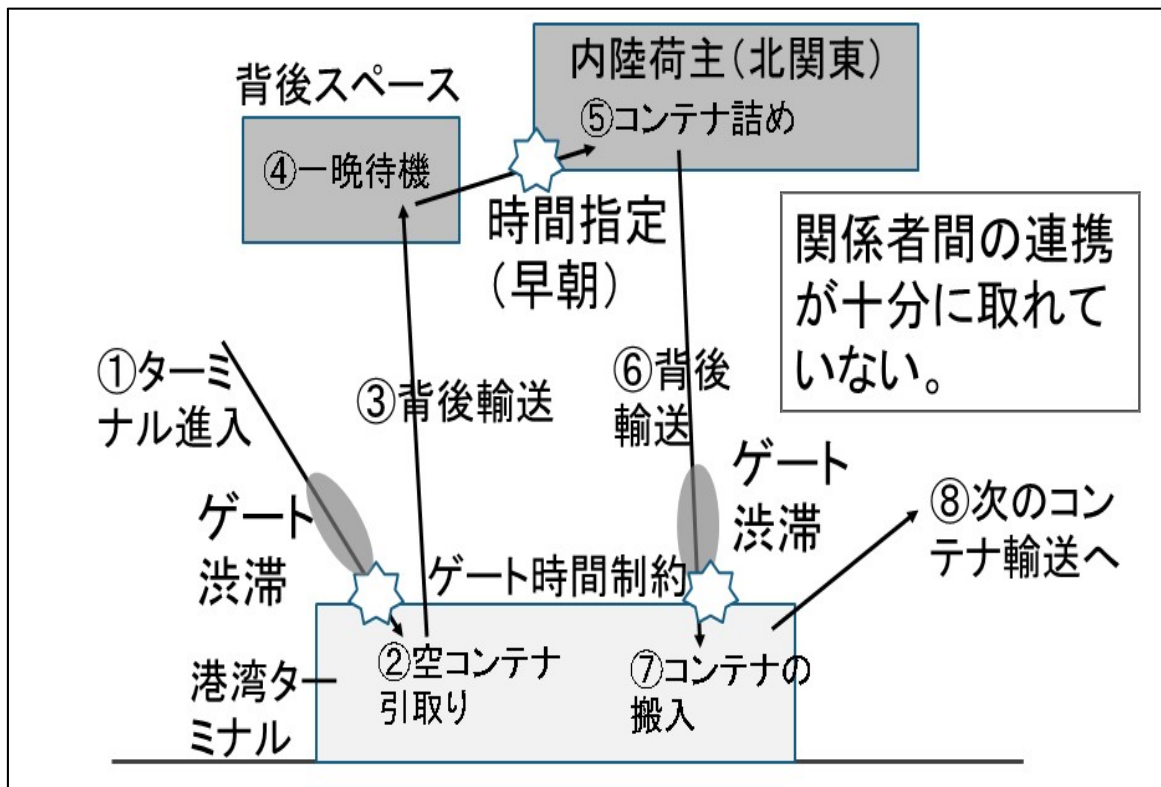 内陸荷主(北関東)
⑤コンテナ詰め
背後スペース
④一晩待機
時間指定
(早朝)
関係者間の連携
が十分に取れて
いない。
①ターミ
ナル進入
③背後輸送
⑥背後
輸送
ゲート
渋滞
ゲート
渋滞
⑧次のコン
テナ輸送へ
ゲート時間制約
港湾ター
ミナル
②空コンテナ
引取り
⑦コンテナの
搬入